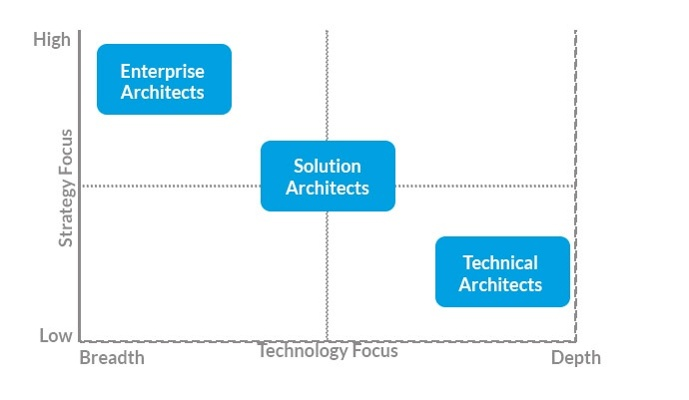 High
Enterprise
Architects
Strategy Focus
Solution
Architects
Technical
Architects
Low
Breadth
Technology Focus
Depth